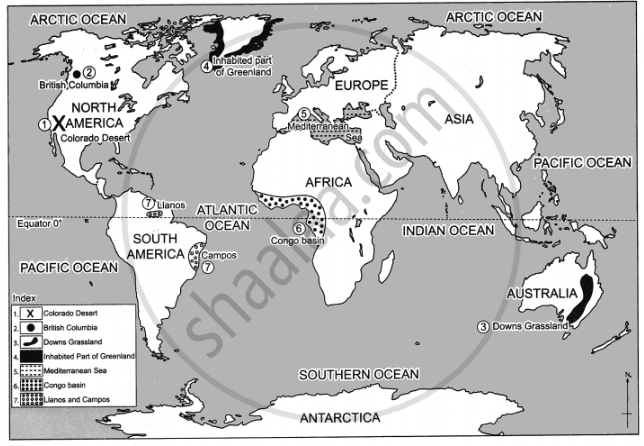 ARCTIC OCEAN
ARCTIC OCEAN
④ Inhabited part
of Greenland
②
British Columbia
EUROPE
NORTH
AMERICA
① X
Colorado Desert
⑤
Mediterranean
Sea
ASIA
PACIFIC OCEAN
AFRICA
⑦ Llanos
ATLANTIC
OCEAN
Equator 0°
⑥
Congo basin
INDIAN OCEAN
SOUTH
AMERICA
Campos
⑦
PACIFIC OCEAN
AUSTRALIA
③ Downs Grassland
Index
1. X Colorado Desert
2. British Columbia
3. Downs Grassland
4. Inhabited Part of Greenland
5. Mediterranean Sea
6. Congo basin
7. Llanos and Campos
SOUTHERN OCEAN
ANTARCTICA
N
shaalaa.com